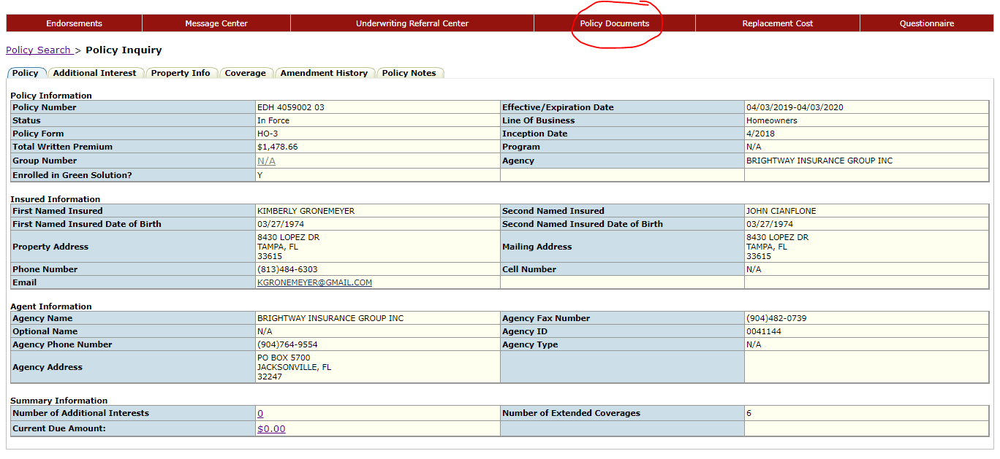 Endorsements Message Center Underwriting Referral Center Policy Documents Replacement Cost Questionnaire
Policy Search > Policy Inquiry
Policy Additional Interest Property Info Coverage Amendment History Policy Notes
Policy Information
Policy Number EDH 4059002 03 Effective/Expiration Date 04/03/2019-04/03/2020
Status In Force Line Of Business Homeowners
Policy Form HO-3 Inception Date 4/2018
Total Written Premium $1,478.66 Program N/A
Group Number N/A Agency BRIGHTWAY INSURANCE GROUP INC
Enrolled in Green Solution? Y
Insured Information
First Named Insured KIMBERLY GRONEMEYER Second Named Insured JOHN CIANFLONE
First Named Insured Date of Birth 03/27/1974 Second Named Insured Date of Birth 03/27/1974
Property Address 8430 LOPEZ DR Mailing Address 8430 LOPEZ DR
TAMPA, FL TAMPA, FL
33615 33615
Phone Number (813)484-6303 Cell Number N/A
Email KGRONEMEYER@GMAIL.COM
Agent Information
Agency Name BRIGHTWAY INSURANCE GROUP INC Agency Fax Number (904)482-0739
Optional Name N/A Agency ID 0041144
Agency Phone Number (904)764-9554 Agency Type N/A
Agency Address PO BOX 5700
JACKSONVILLE, FL
32247
Summary Information
Number of Additional Interests 0 Number of Extended Coverages 6
Current Due Amount: $0.00